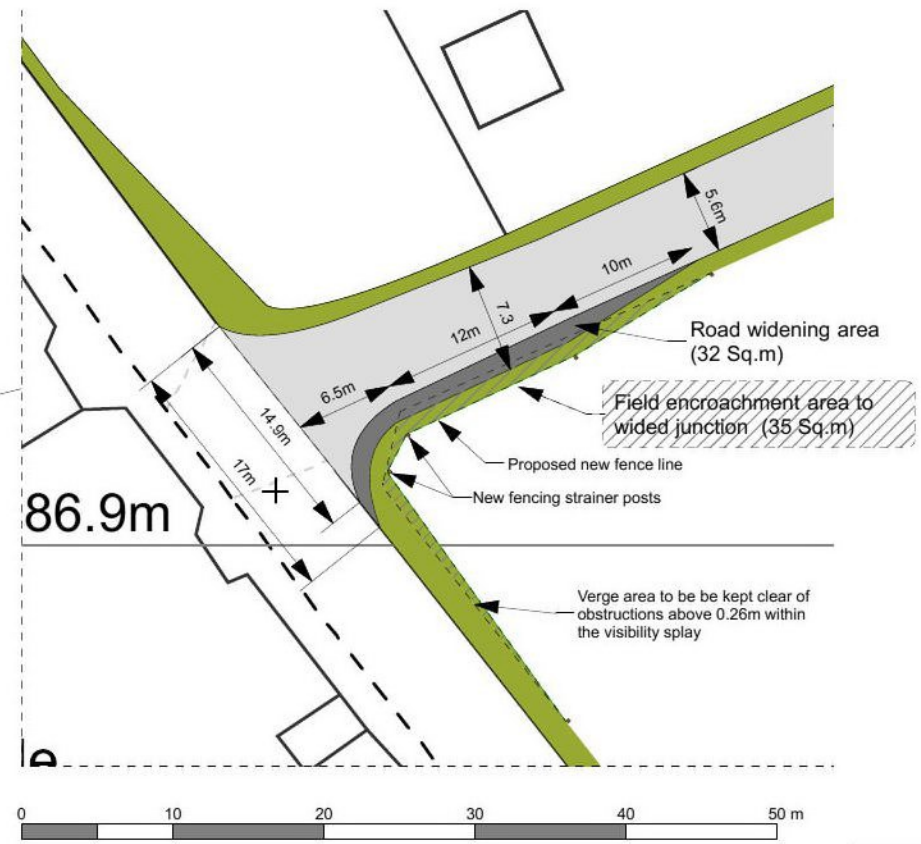 5.6m
10m
7.3
12m
6.5m
14.9m
17m
Road widening area
(32 Sq.m)
Field encroachment area to
wided junction (35 Sq.m)
Proposed new fence line
New fencing strainer posts
86.9m
Verge area to be be kept clear of
obstructions above 0.26m within
the visibility splay
le
0 10 20 30 40 50 m